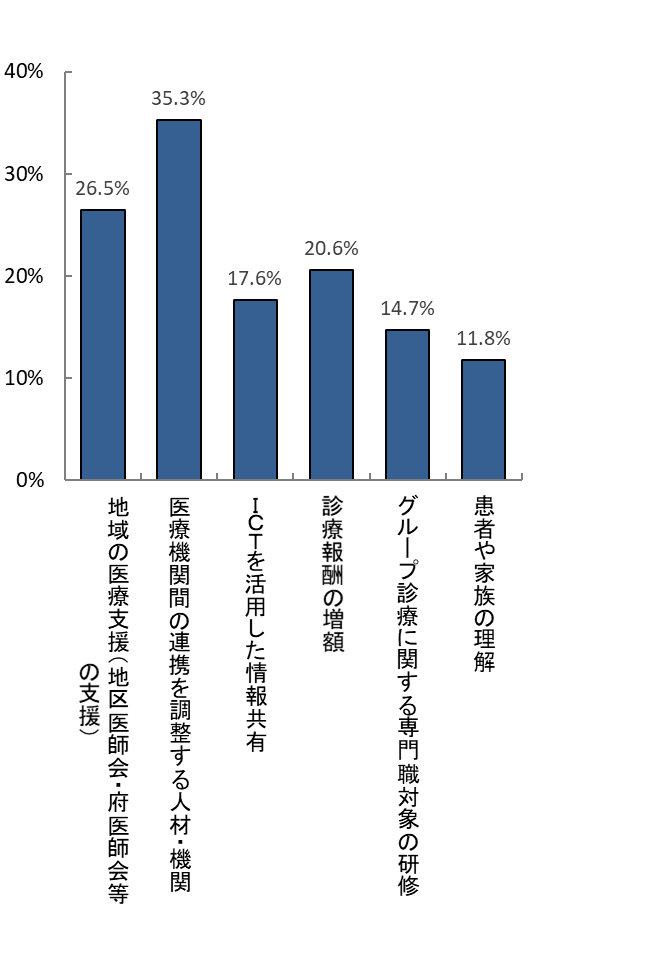 40%
30%
20%
10%
0%
26.5%
35.3%
17.6%
20.6%
14.7%
11.8%
地域の医療支援（地区医師会・府医師会等
の支援）
医療機関間の連携を調整する人材・機関
ＩＣＴを活用した情報共有
診療報酬の増額
グループ診療に関する専門職対象の研修
患者や家族の理解